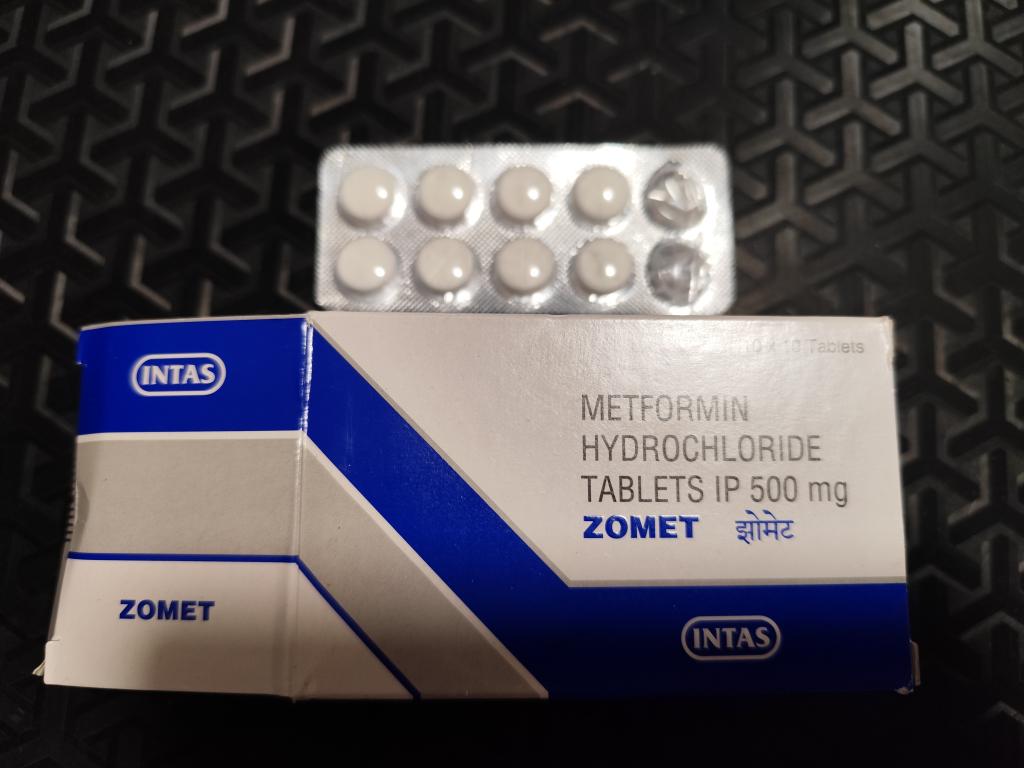 INTAS
ZOMET
10 x 10 Tablets
METFORMIN
HYDROCHLORIDE
TABLETS IP 500 mg
ZOMET झोमेट
INTAS